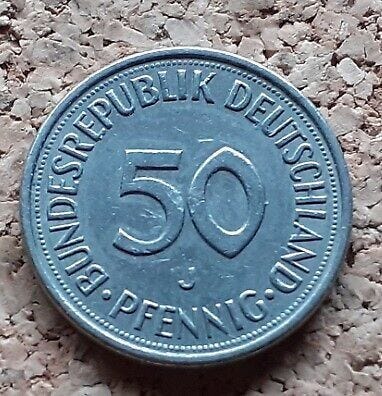 · BUNDESREPUBLIK DEUTSCHLAND ·
50
J
PFENNIG